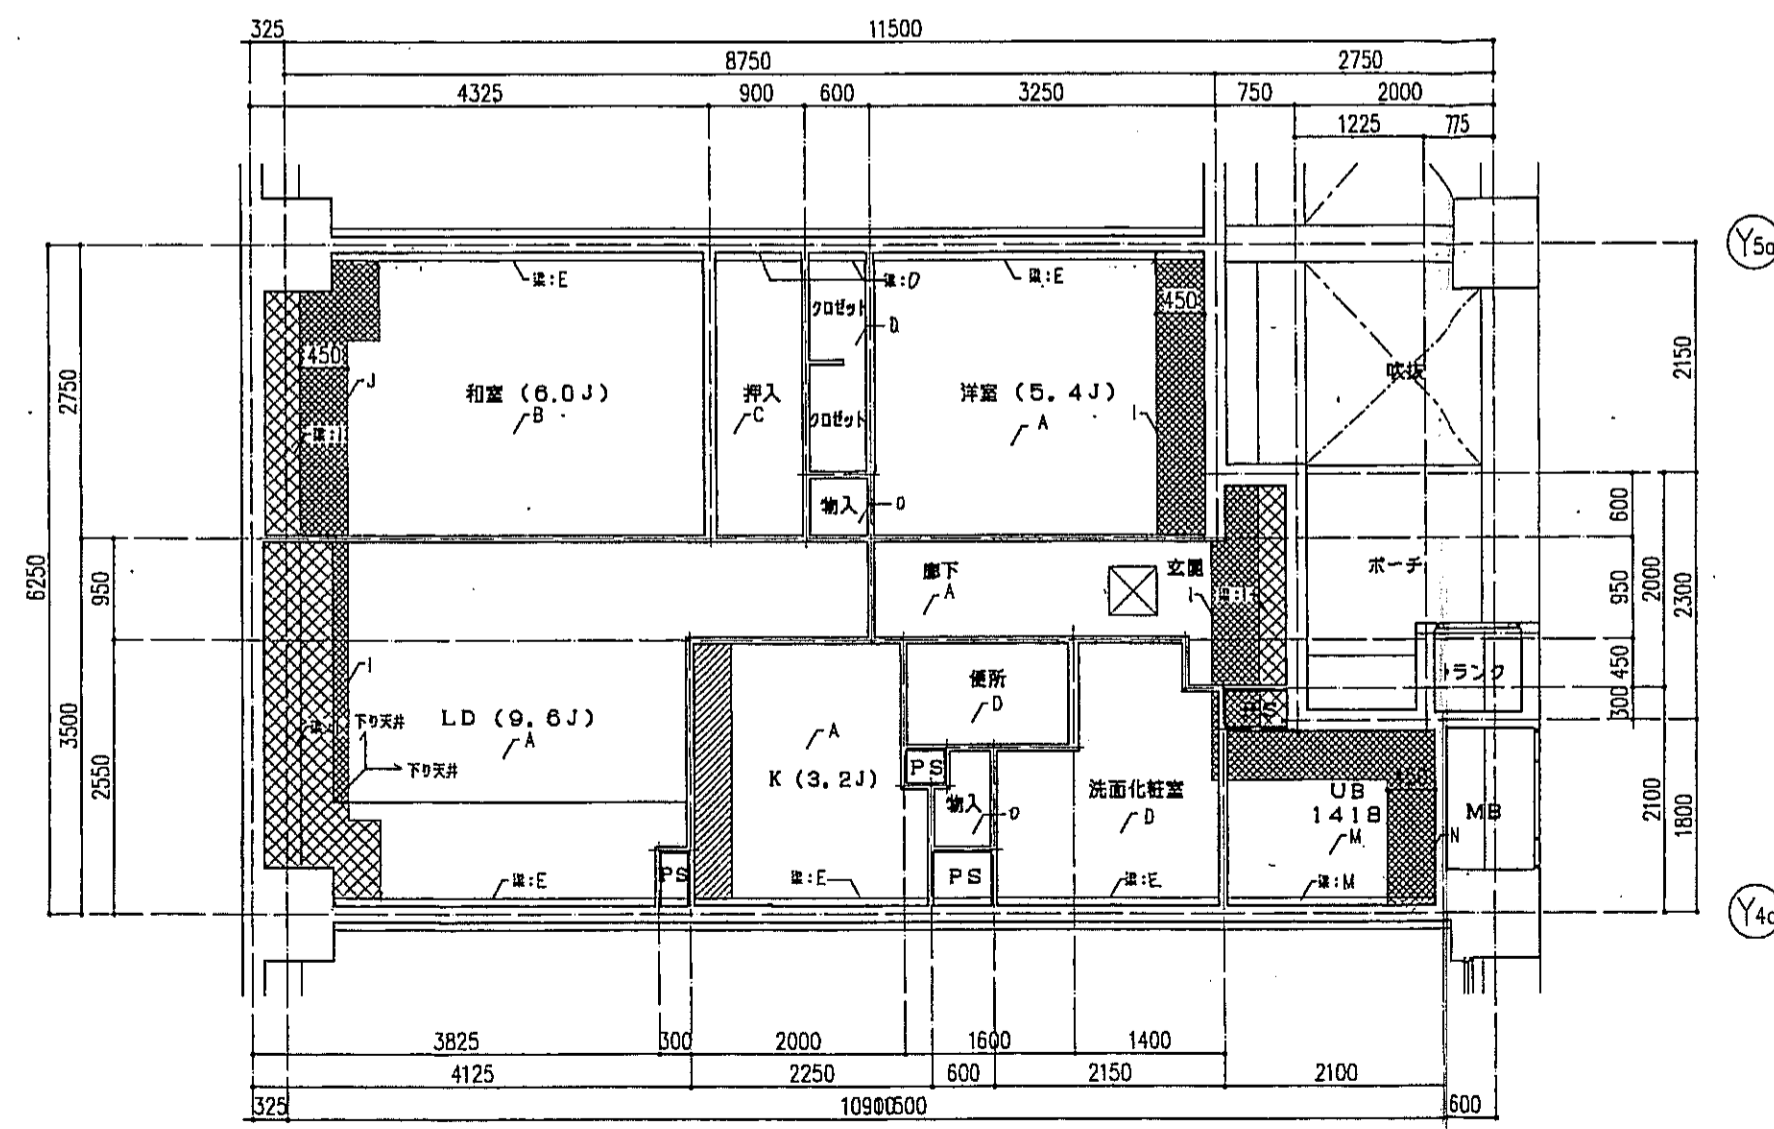 325 11500
8750 2750
4325 900 600 3250 750 2000
1225 775
Y5a
梁:E 梁:D 梁:E
クロゼット 450
D
450 吹抜
J 和室 (6.0J) 押入 洋室 (5.4J) I
B C クロゼット A
梁:I
物入 D
2750
6250
950
3500
2550
2150
600
950
450
300
2000
2300
2100
1800
廊下 玄関 ポーチ
A I 梁:I
I 便所 トランク
下り天井 LD (9.6J) D PS
A A
下り天井 K (3.2J) PS 洗面化粧室 450
物入 UB MB
D D 1418
M N
PS PS
梁:E 梁:E 梁:E 梁:M
3825 300 2000 1600 1400
4125 2250 600 2150 2100
325 600